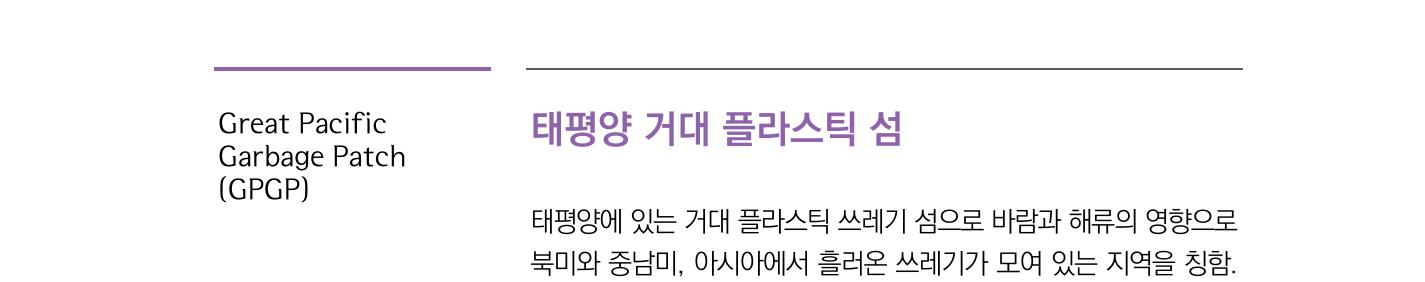 Great Pacific
Garbage Patch
(GPGP)
태평양 거대 플라스틱 섬
태평양에 있는 거대 플라스틱 쓰레기 섬으로 바람과 해류의 영향으로
북미와 중남미, 아시아에서 흘러온 쓰레기가 모여 있는 지역을 칭함.